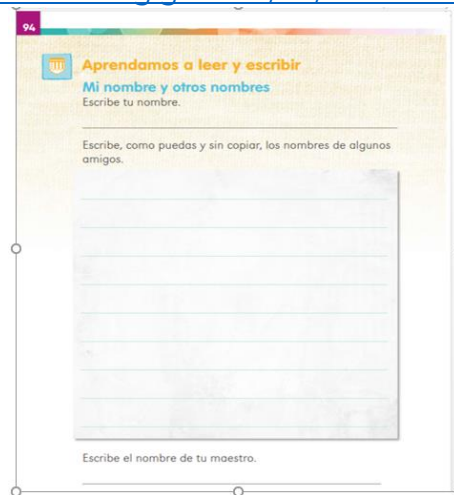 94
Aprendamos a leer y escribir
Mi nombre y otros nombres
Escribe tu nombre.
Escribe, como puedas y sin copiar, los nombres de algunos
amigos.
Escribe el nombre de tu maestro.